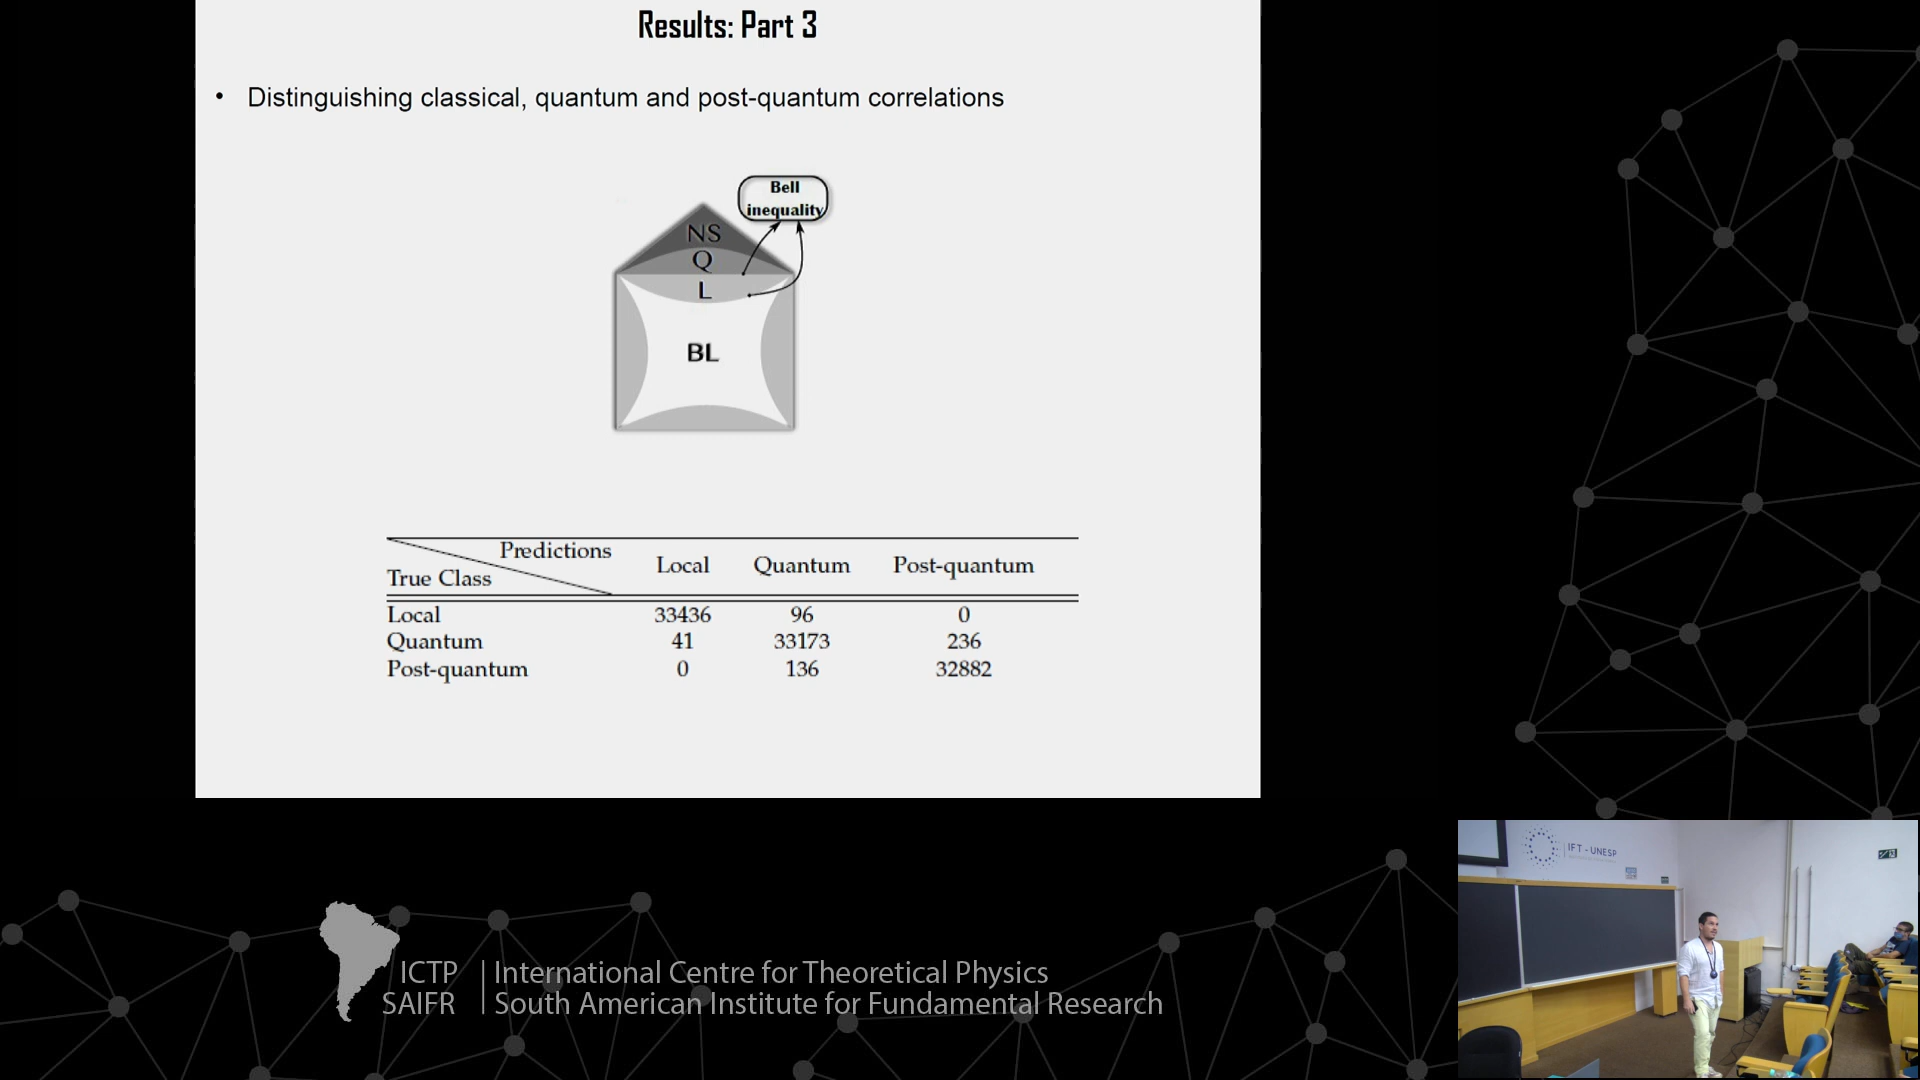 Results: Part 3
• Distinguishing classical, quantum and post-quantum correlations
Bell
inequality
NS
Q
L
BL
Predictions Local Quantum Post-quantum
True Class
Local 33436 96 0
Quantum 41 33173 236
Post-quantum 0 136 32882
IFT - UNESP
ICTP International Centre for Theoretical Physics
SAIFR South American Institute for Fundamental Research